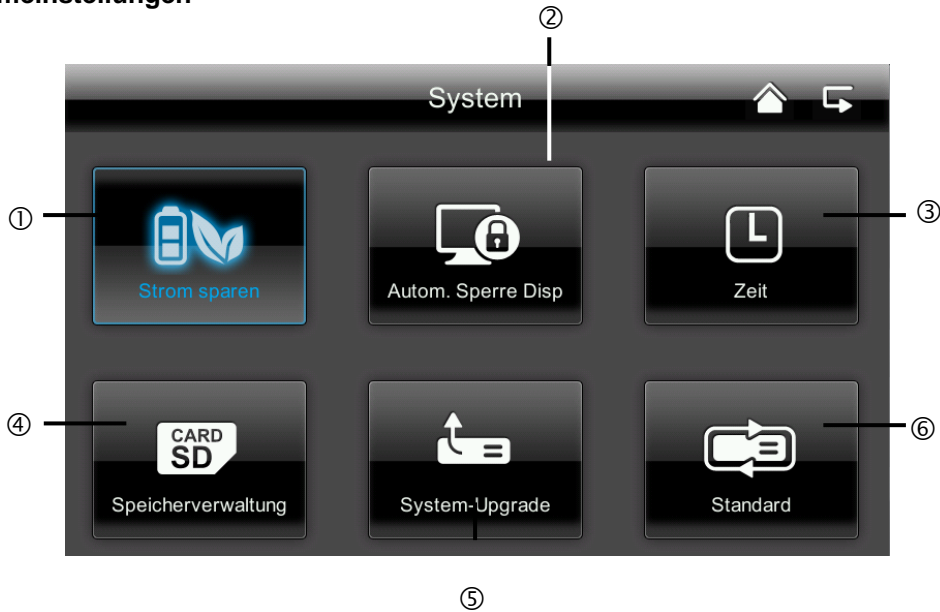 meinstellungen
②
System
①
③
Strom sparen
Autom. Sperre Disp
Zeit
④
⑥
CARD
SD
Speicherverwaltung
System-Upgrade
Standard
⑤